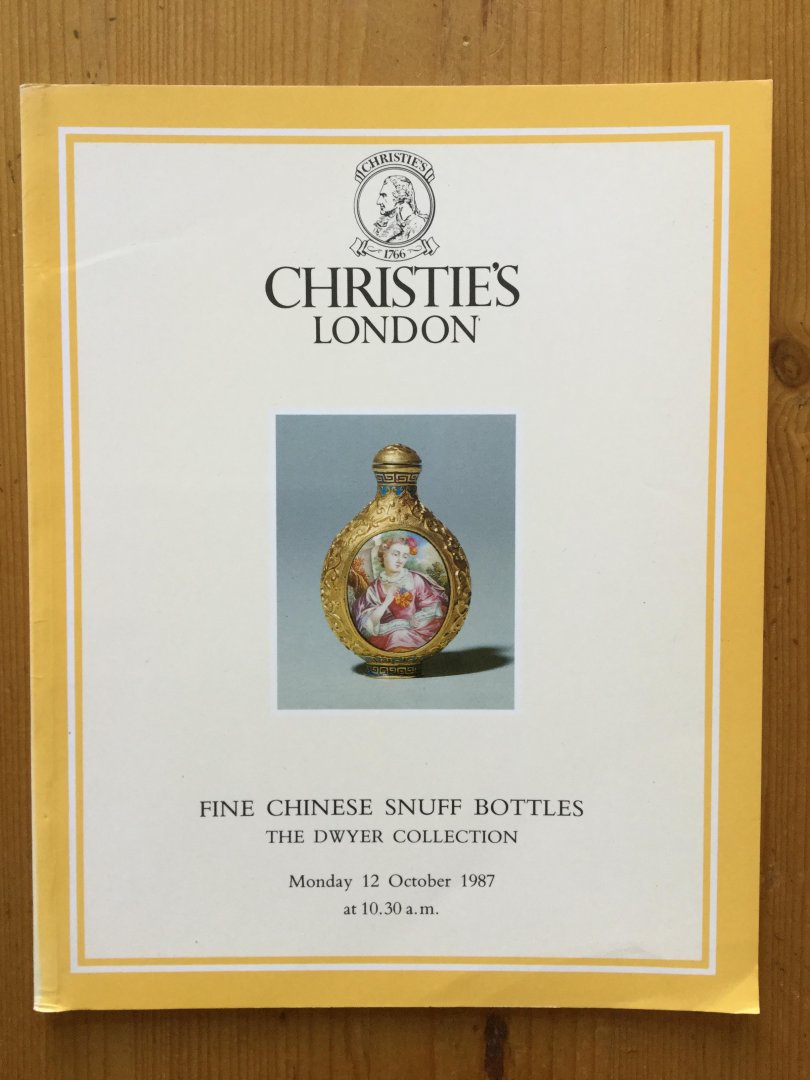 CHRISTIE'S
1766
CHRISTIE'S
LONDON
FINE CHINESE SNUFF BOTTLES
THE DWYER COLLECTION
Monday 12 October 1987
at 10.30 a.m.